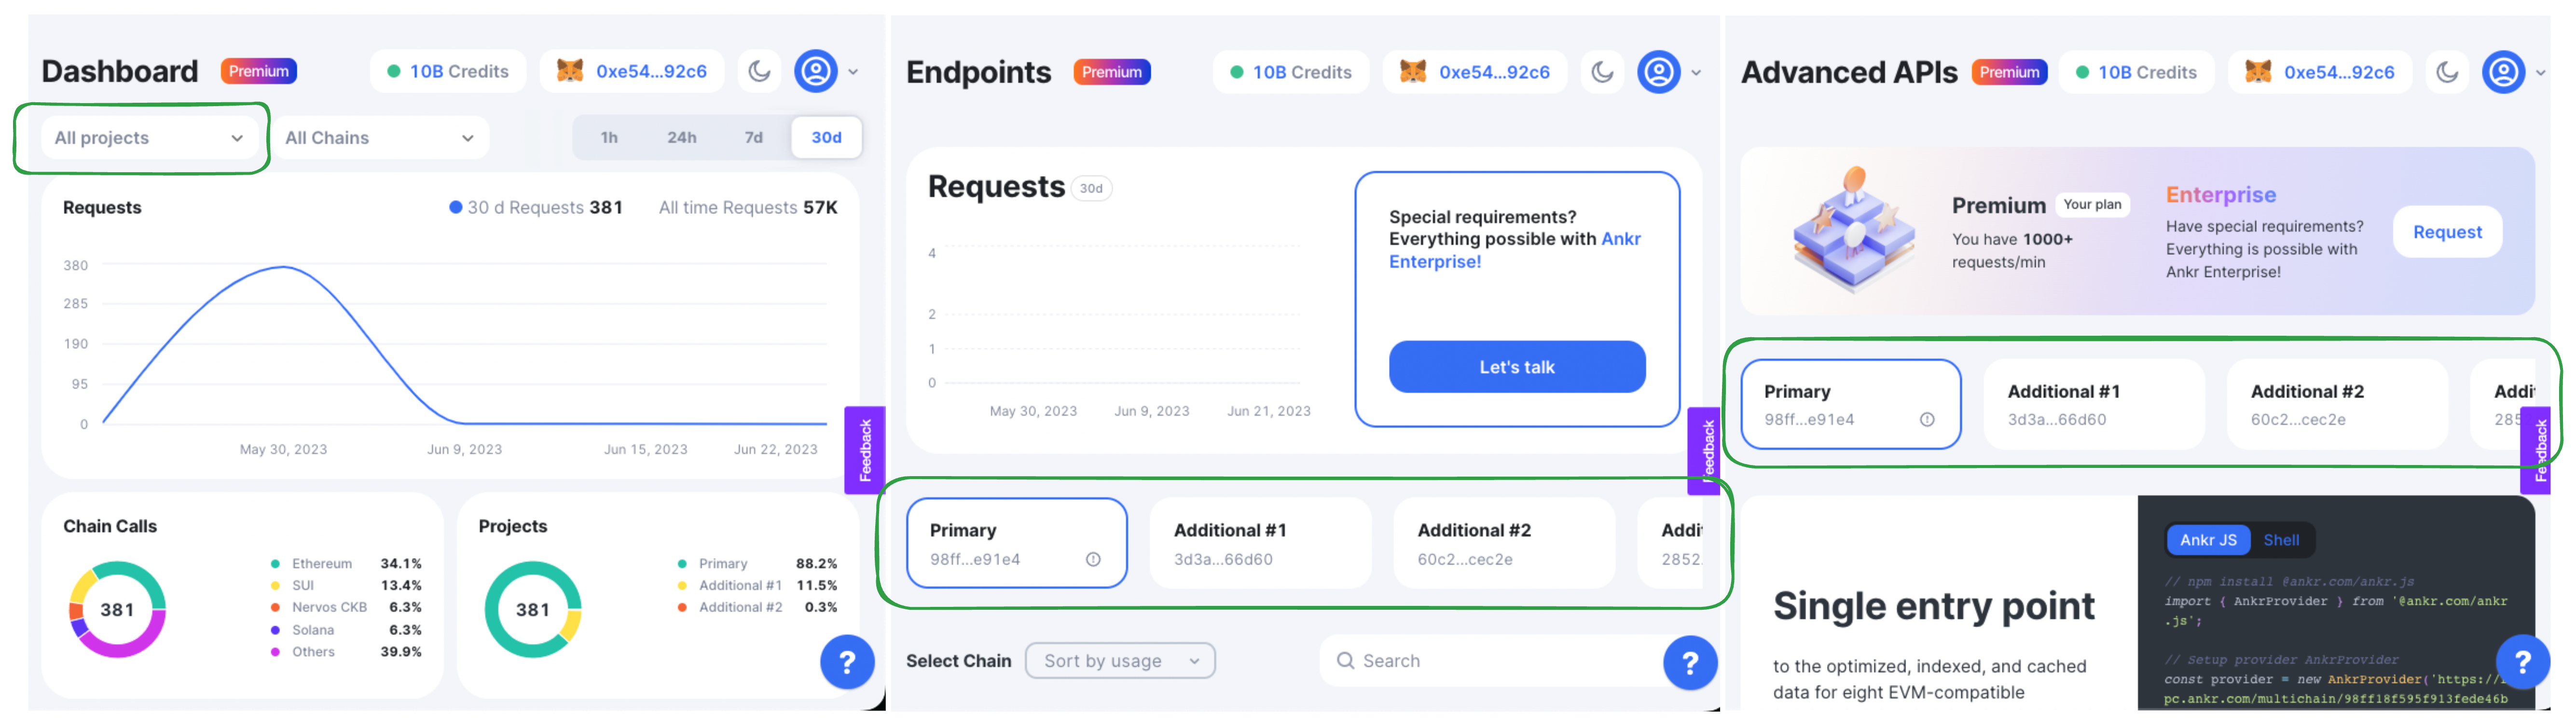 Dashboard Premium 10B Credits 0xe54...92c6
All projects All Chains 1h 24h 7d 30d
Requests 30 d Requests 381 All time Requests 57K
380
285
190
95
0
May 30, 2023 Jun 9, 2023 Jun 15, 2023 Jun 22, 2023
Feedback
Chain Calls
381
Ethereum 34.1%
SUI 13.4%
Nervos CKB 6.3%
Solana 6.3%
Others 39.9%
Projects
381
Primary 88.2%
Additional #1 11.5%
Additional #2 0.3%
?
Endpoints Premium 10B Credits 0xe54...92c6
Requests 30d
4
2
1
0
May 30, 2023 Jun 9, 2023 Jun 21, 2023
Special requirements?
Everything possible with Ankr
Enterprise!
Let's talk
Feedback
Primary
98ff...e91e4
Additional #1
3d3a...66d60
Additional #2
60c2...cec2e
Addit
2852.
Select Chain Sort by usage Search
?
Advanced APIs Premium 10B Credits 0xe54...92c6
Premium Your plan
You have 1000+
requests/min
Enterprise
Have special requirements?
Everything is possible with
Ankr Enterprise!
Request
Primary
98ff...e91e4
Additional #1
3d3a...66d60
Additional #2
60c2...cec2e
Addit
285
Feedback
Single entry point
to the optimized, indexed, and cached
data for eight EVM-compatible
Ankr JS Shell
// npm install @ankr.com/ankr.js
import { AnkrProvider } from '@ankr.com/ankr
.js';
// Setup provider AnkrProvider
const provider = new AnkrProvider('https://r
pc.ankr.com/multichain/98ff18f595f913fede46b
?